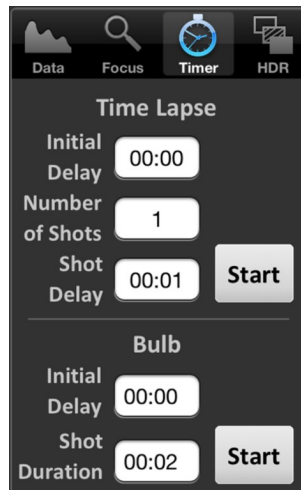 Data Focus Timer HDR
Time Lapse
Initial
Delay 00:00
Number
of Shots 1
Shot
Delay 00:01 Start
Bulb
Initial
Delay 00:00
Shot
Duration 00:02 Start